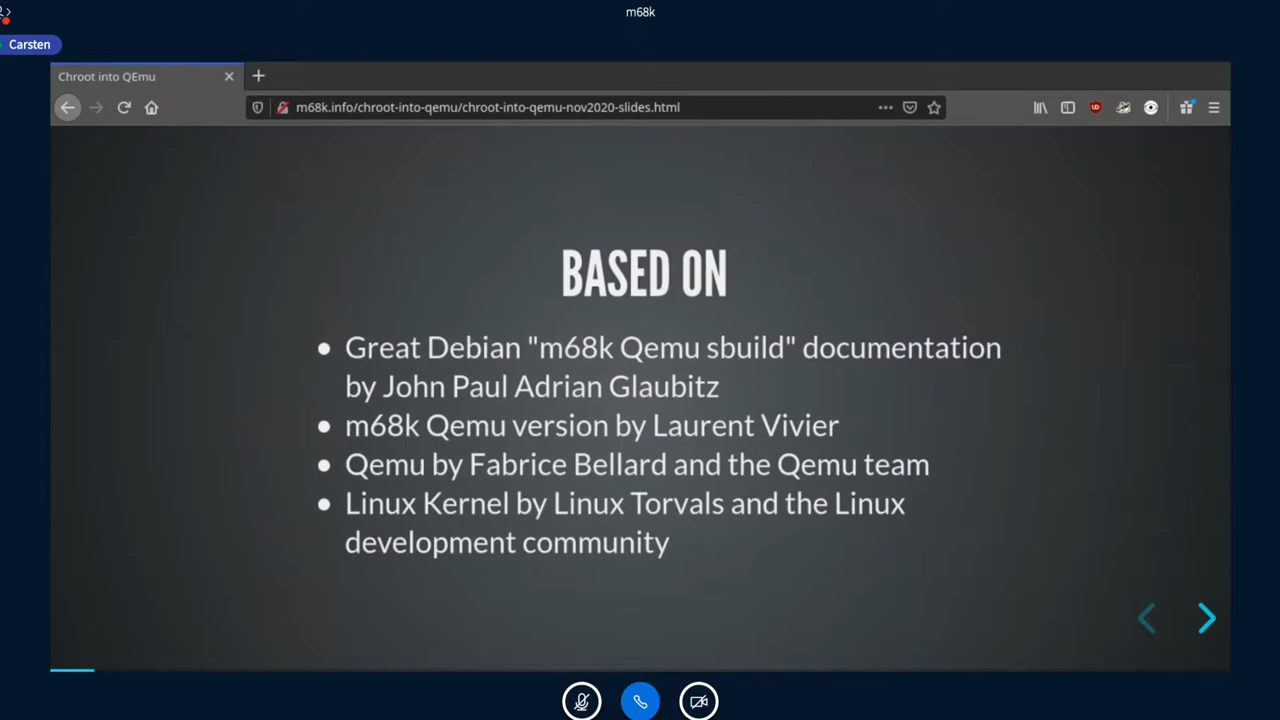 m68k
Carsten
Chroot into QEmu
m68k.info/chroot-into-qemu/chroot-into-qemu-nov2020-slides.html
BASED ON
Great Debian "m68k Qemu sbuild" documentation
by John Paul Adrian Glaubitz
m68k Qemu version by Laurent Vivier
Qemu by Fabrice Bellard and the Qemu team
Linux Kernel by Linux Torvals and the Linux
development community